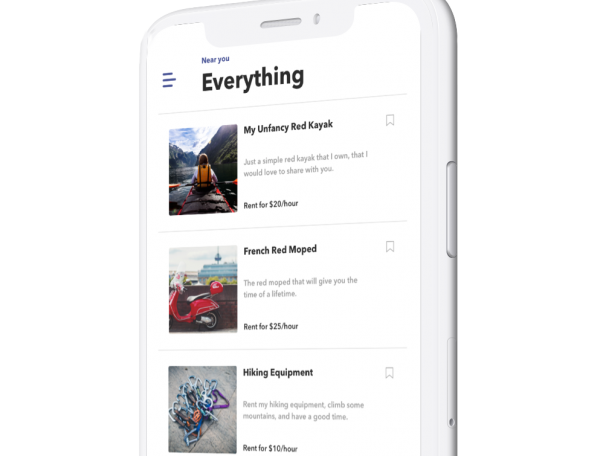 Near you
Everything
My Unfancy Red Kayak
Just a simple red kayak that I own, that I
would love to share with you.
Rent for $20/hour
French Red Moped
The red moped that will give you the
time of a lifetime.
Rent for $25/hour
Hiking Equipment
Rent my hiking equipment, climb some
mountains, and have a good time.
Rent for $10/hour